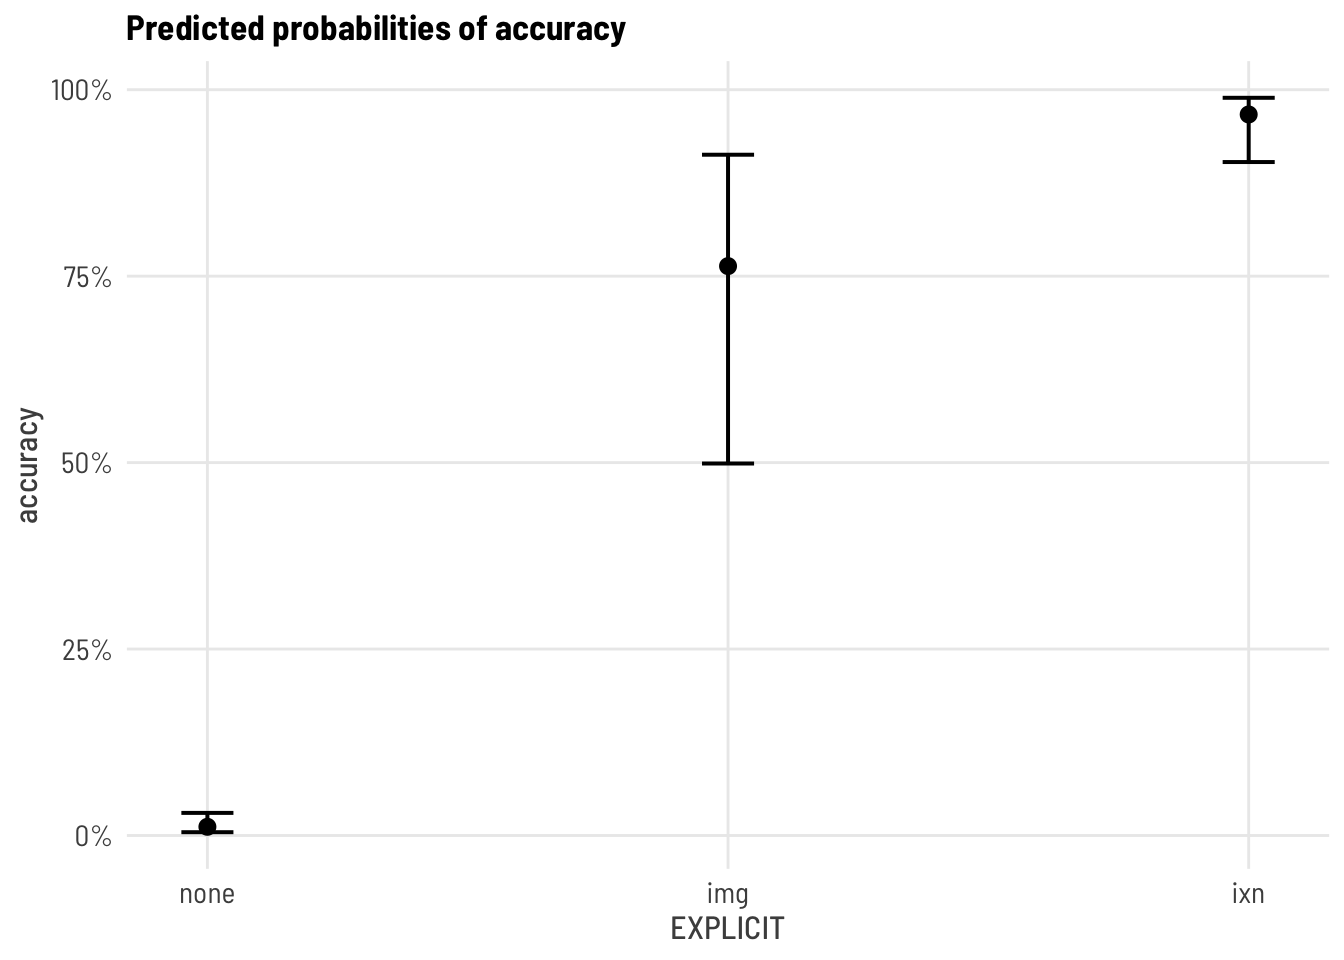 Predicted probabilities of accuracy
100%
75%
50%
25%
0%
accuracy
none
img
ixn
EXPLICIT